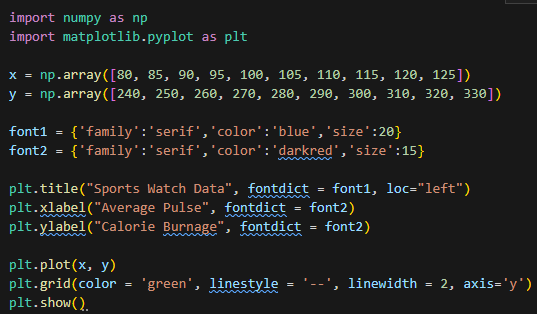 import numpy as np
import matplotlib.pyplot as plt
x = np.array([80, 85, 90, 95, 100, 105, 110, 115, 120, 125])
y = np.array([240, 250, 260, 270, 280, 290, 300, 310, 320, 330])
font1 = {'family':'serif','color':'blue','size':20}
font2 = {'family':'serif','color':'darkred','size':15}
plt.title("Sports Watch Data", fontdict = font1, loc="left")
plt.xlabel("Average Pulse", fontdict = font2)
plt.ylabel("Calorie Burnage", fontdict = font2)
plt.plot(x, y)
plt.grid(color = 'green', linestyle = '--', linewidth = 2, axis='y')
plt.show()